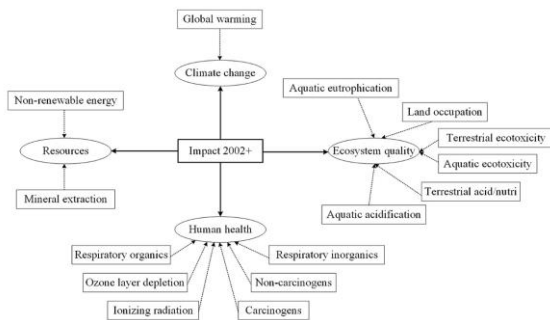 Global warming
Climate change
Aquatic eutrophication
Non-renewable energy
Land occupation
Terrestrial ecotoxicity
Resources
Impact 2002+
Ecosystem quality
Aquatic ecotoxicity
Terrestrial acid/nutri
Mineral extraction
Aquatic acidification
Human health
Respiratory organics
Respiratory inorganics
Ozone layer depletion
Non-carcinogens
Ionizing radiation
Carcinogens